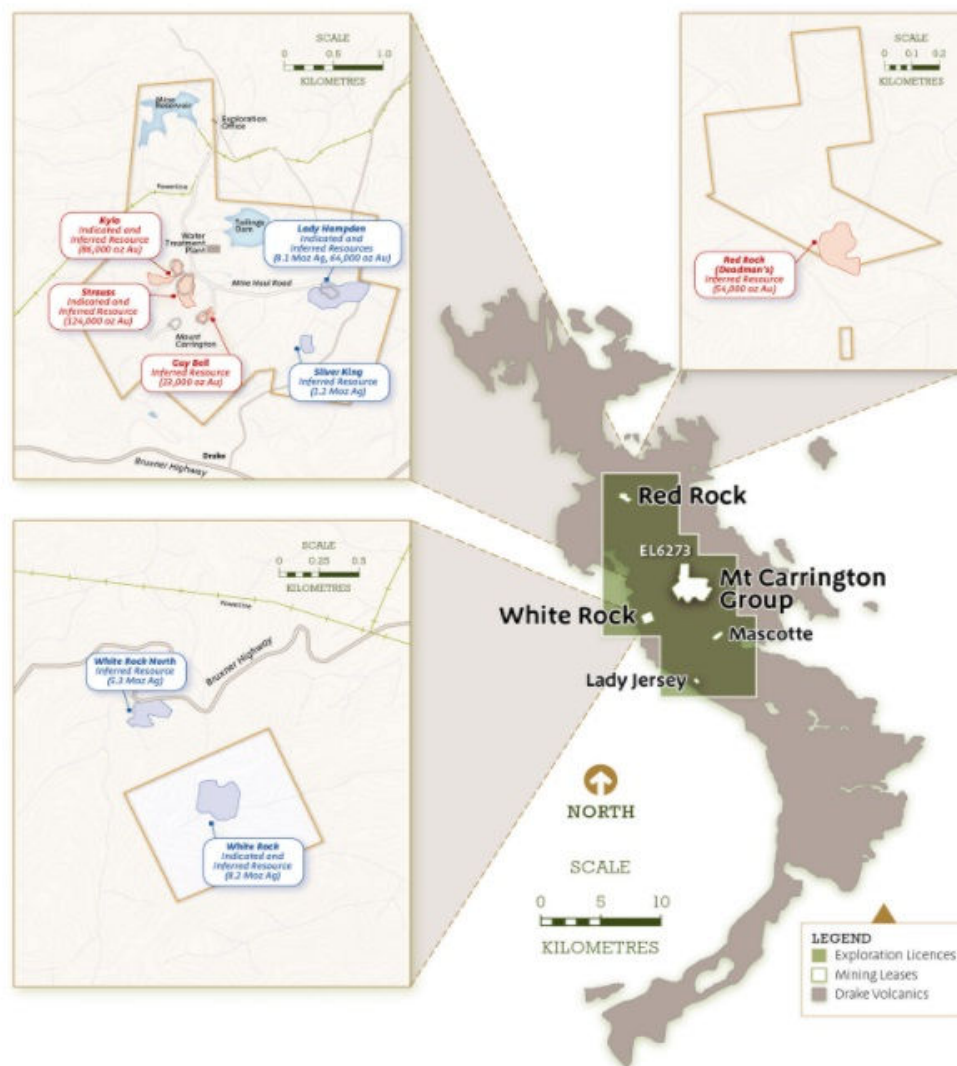 SCALE
0 0.5 1.0
KILOMETRES
Mine
Reservoir
Exploration
Office
Powerline
Kylo
Indicated and
Inferred Resource
(86,000 oz Au)
Water
Treatment
Plant
Tailings
Dam
Lady Hampden
Indicated and
Inferred Resources
(8.1 Moz Ag, 64,000 oz Au)
Strauss
Indicated and
Inferred Resource
(124,000 oz Au)
Mine Haul Road
Mount
Carrington
Guy Bell
Inferred Resource
(23,000 oz Au)
Silver King
Inferred Resource
(1.2 Moz Ag)
Drake
Bruxner Highway
SCALE
0 0.1 0.2
KILOMETRES
Red Rock
(Deadman's)
Inferred Resource
(54,000 oz Au)
SCALE
0 0.25 0.5
KILOMETRES
Powerline
Bruxner Highway
White Rock North
Inferred Resource
(5.3 Moz Ag)
White Rock
Indicated and
Inferred Resource
(8.2 Moz Ag)
Red Rock
EL6273
Mt Carrington
Group
White Rock
Mascotte
Lady Jersey
NORTH
SCALE
0 5 10
KILOMETRES
LEGEND
Exploration Licences
Mining Leases
Drake Volcanics